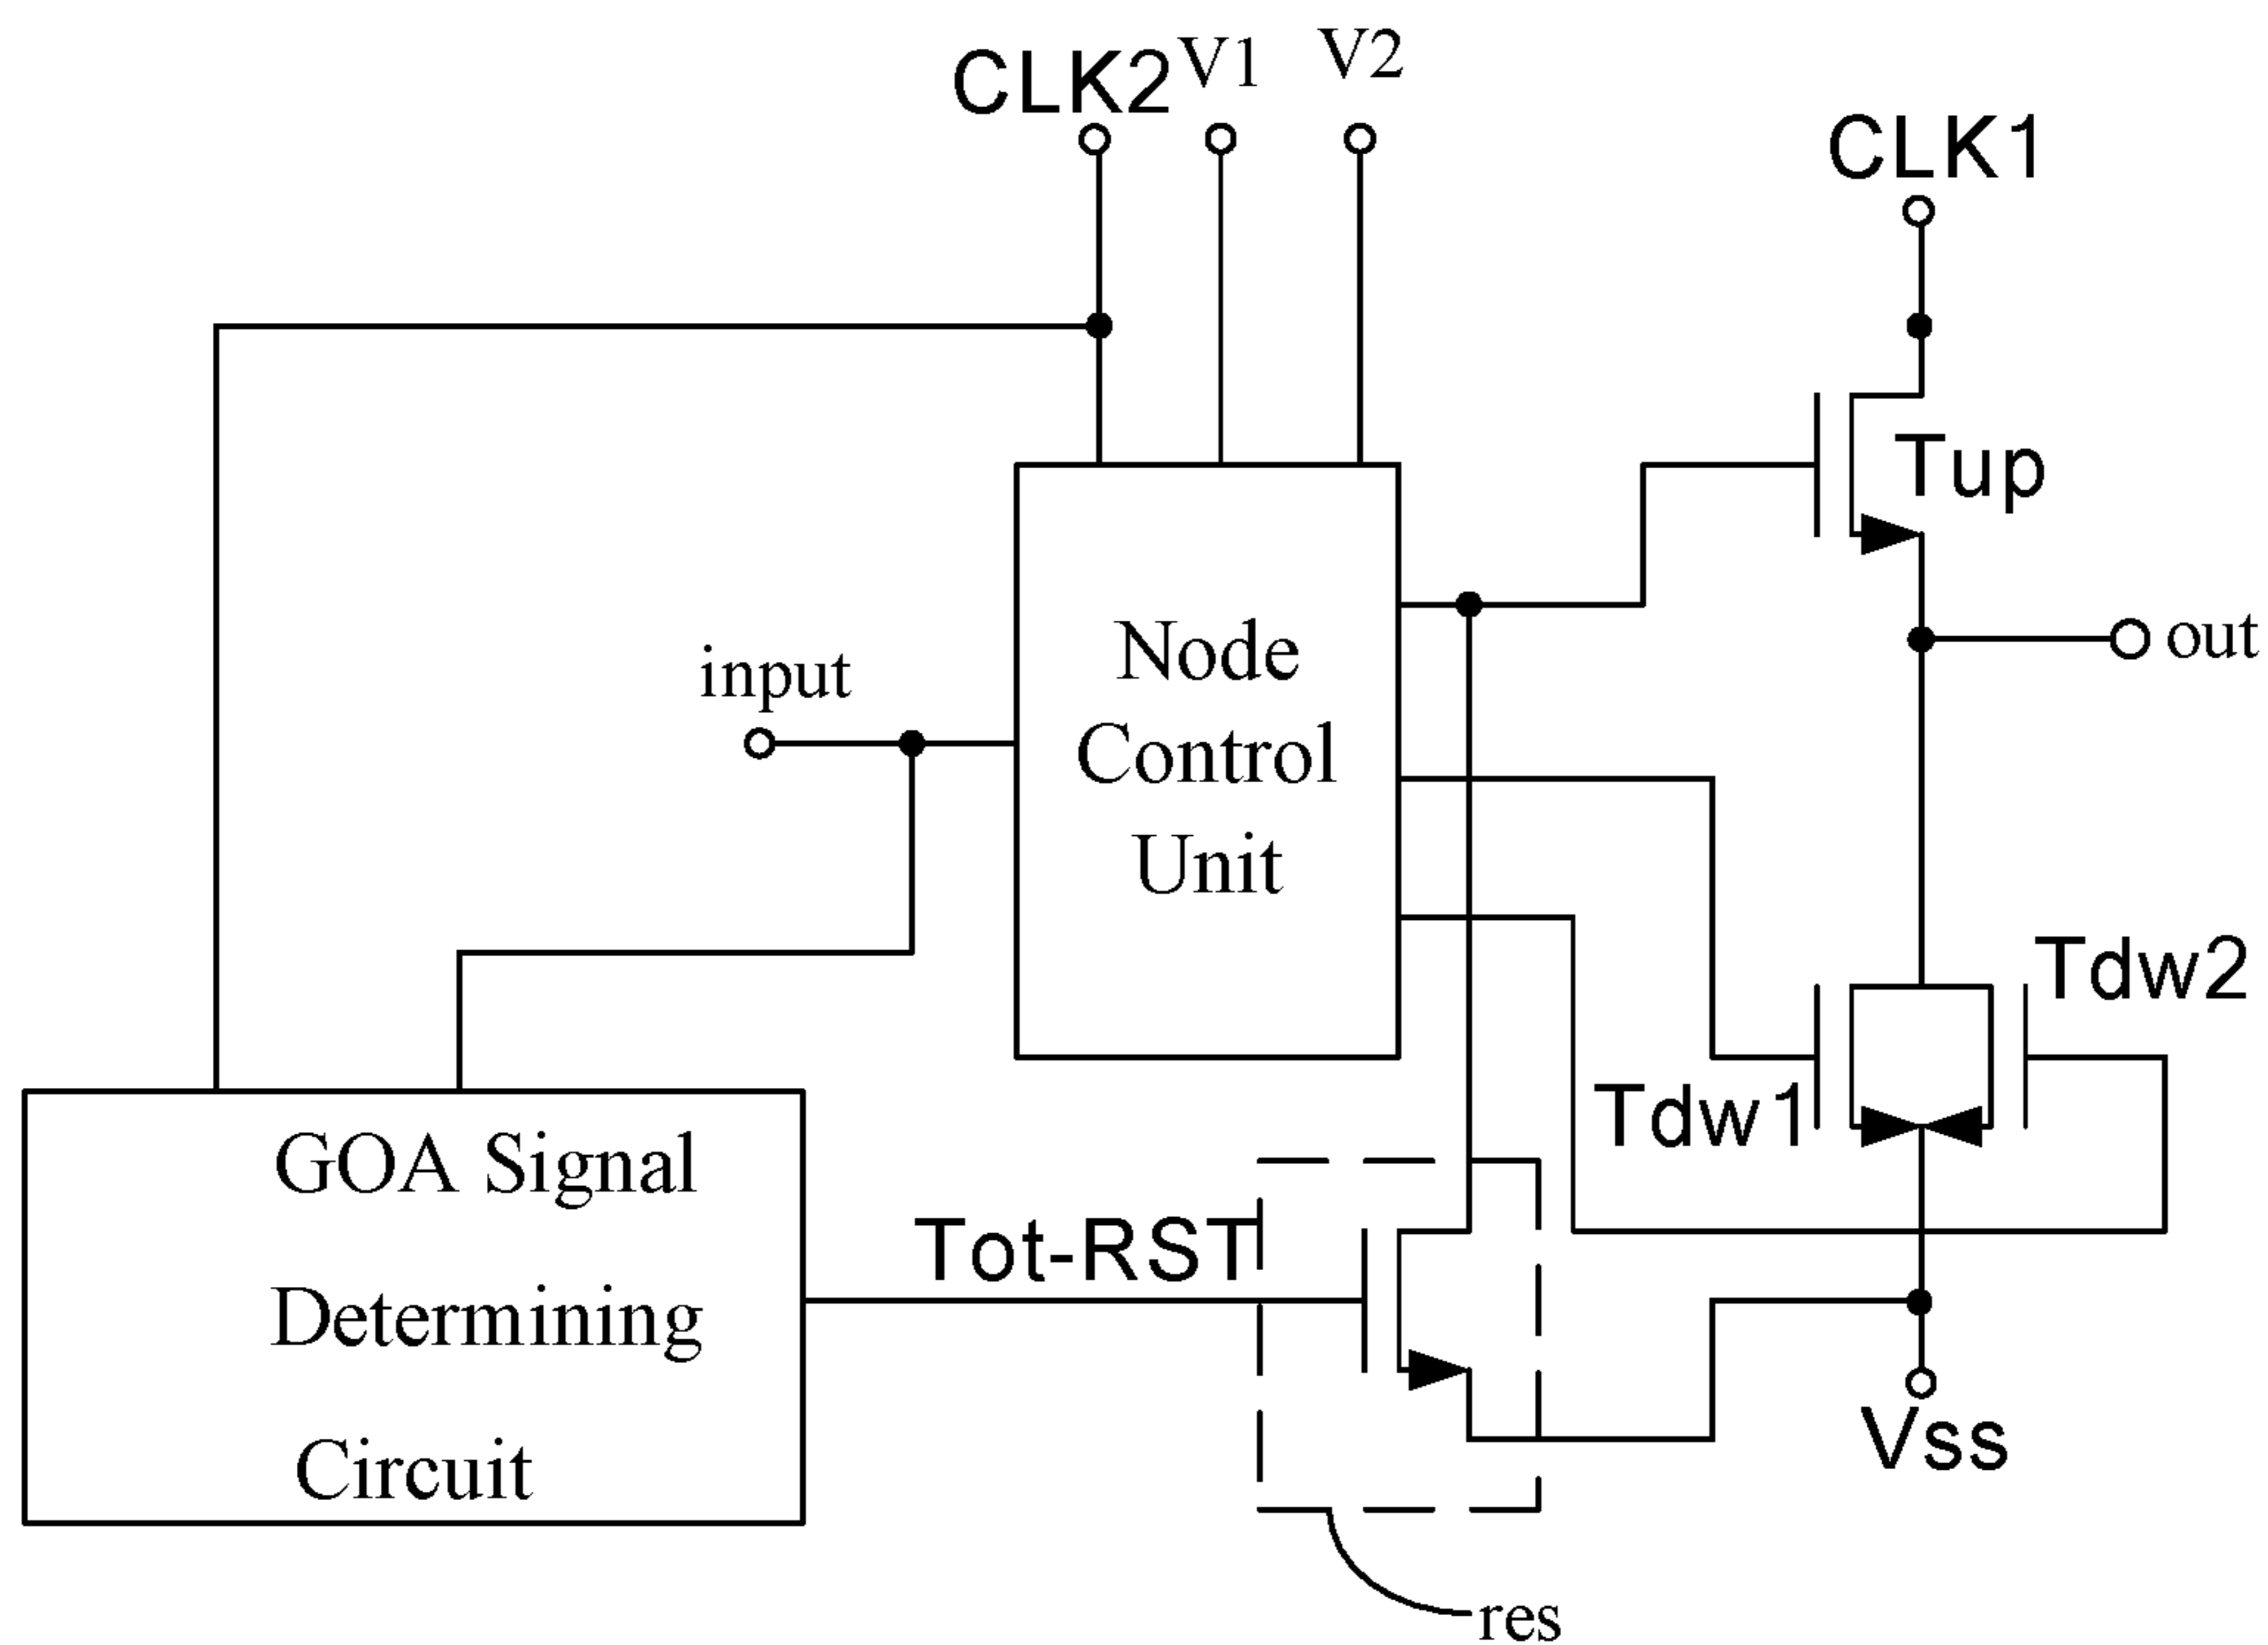 CLK2
V1
V2
CLK1
Tup
out
input
Node
Control
Unit
Tdw2
Tdw1
GOA Signal
Determining
Circuit
Tot-RST
Vss
res